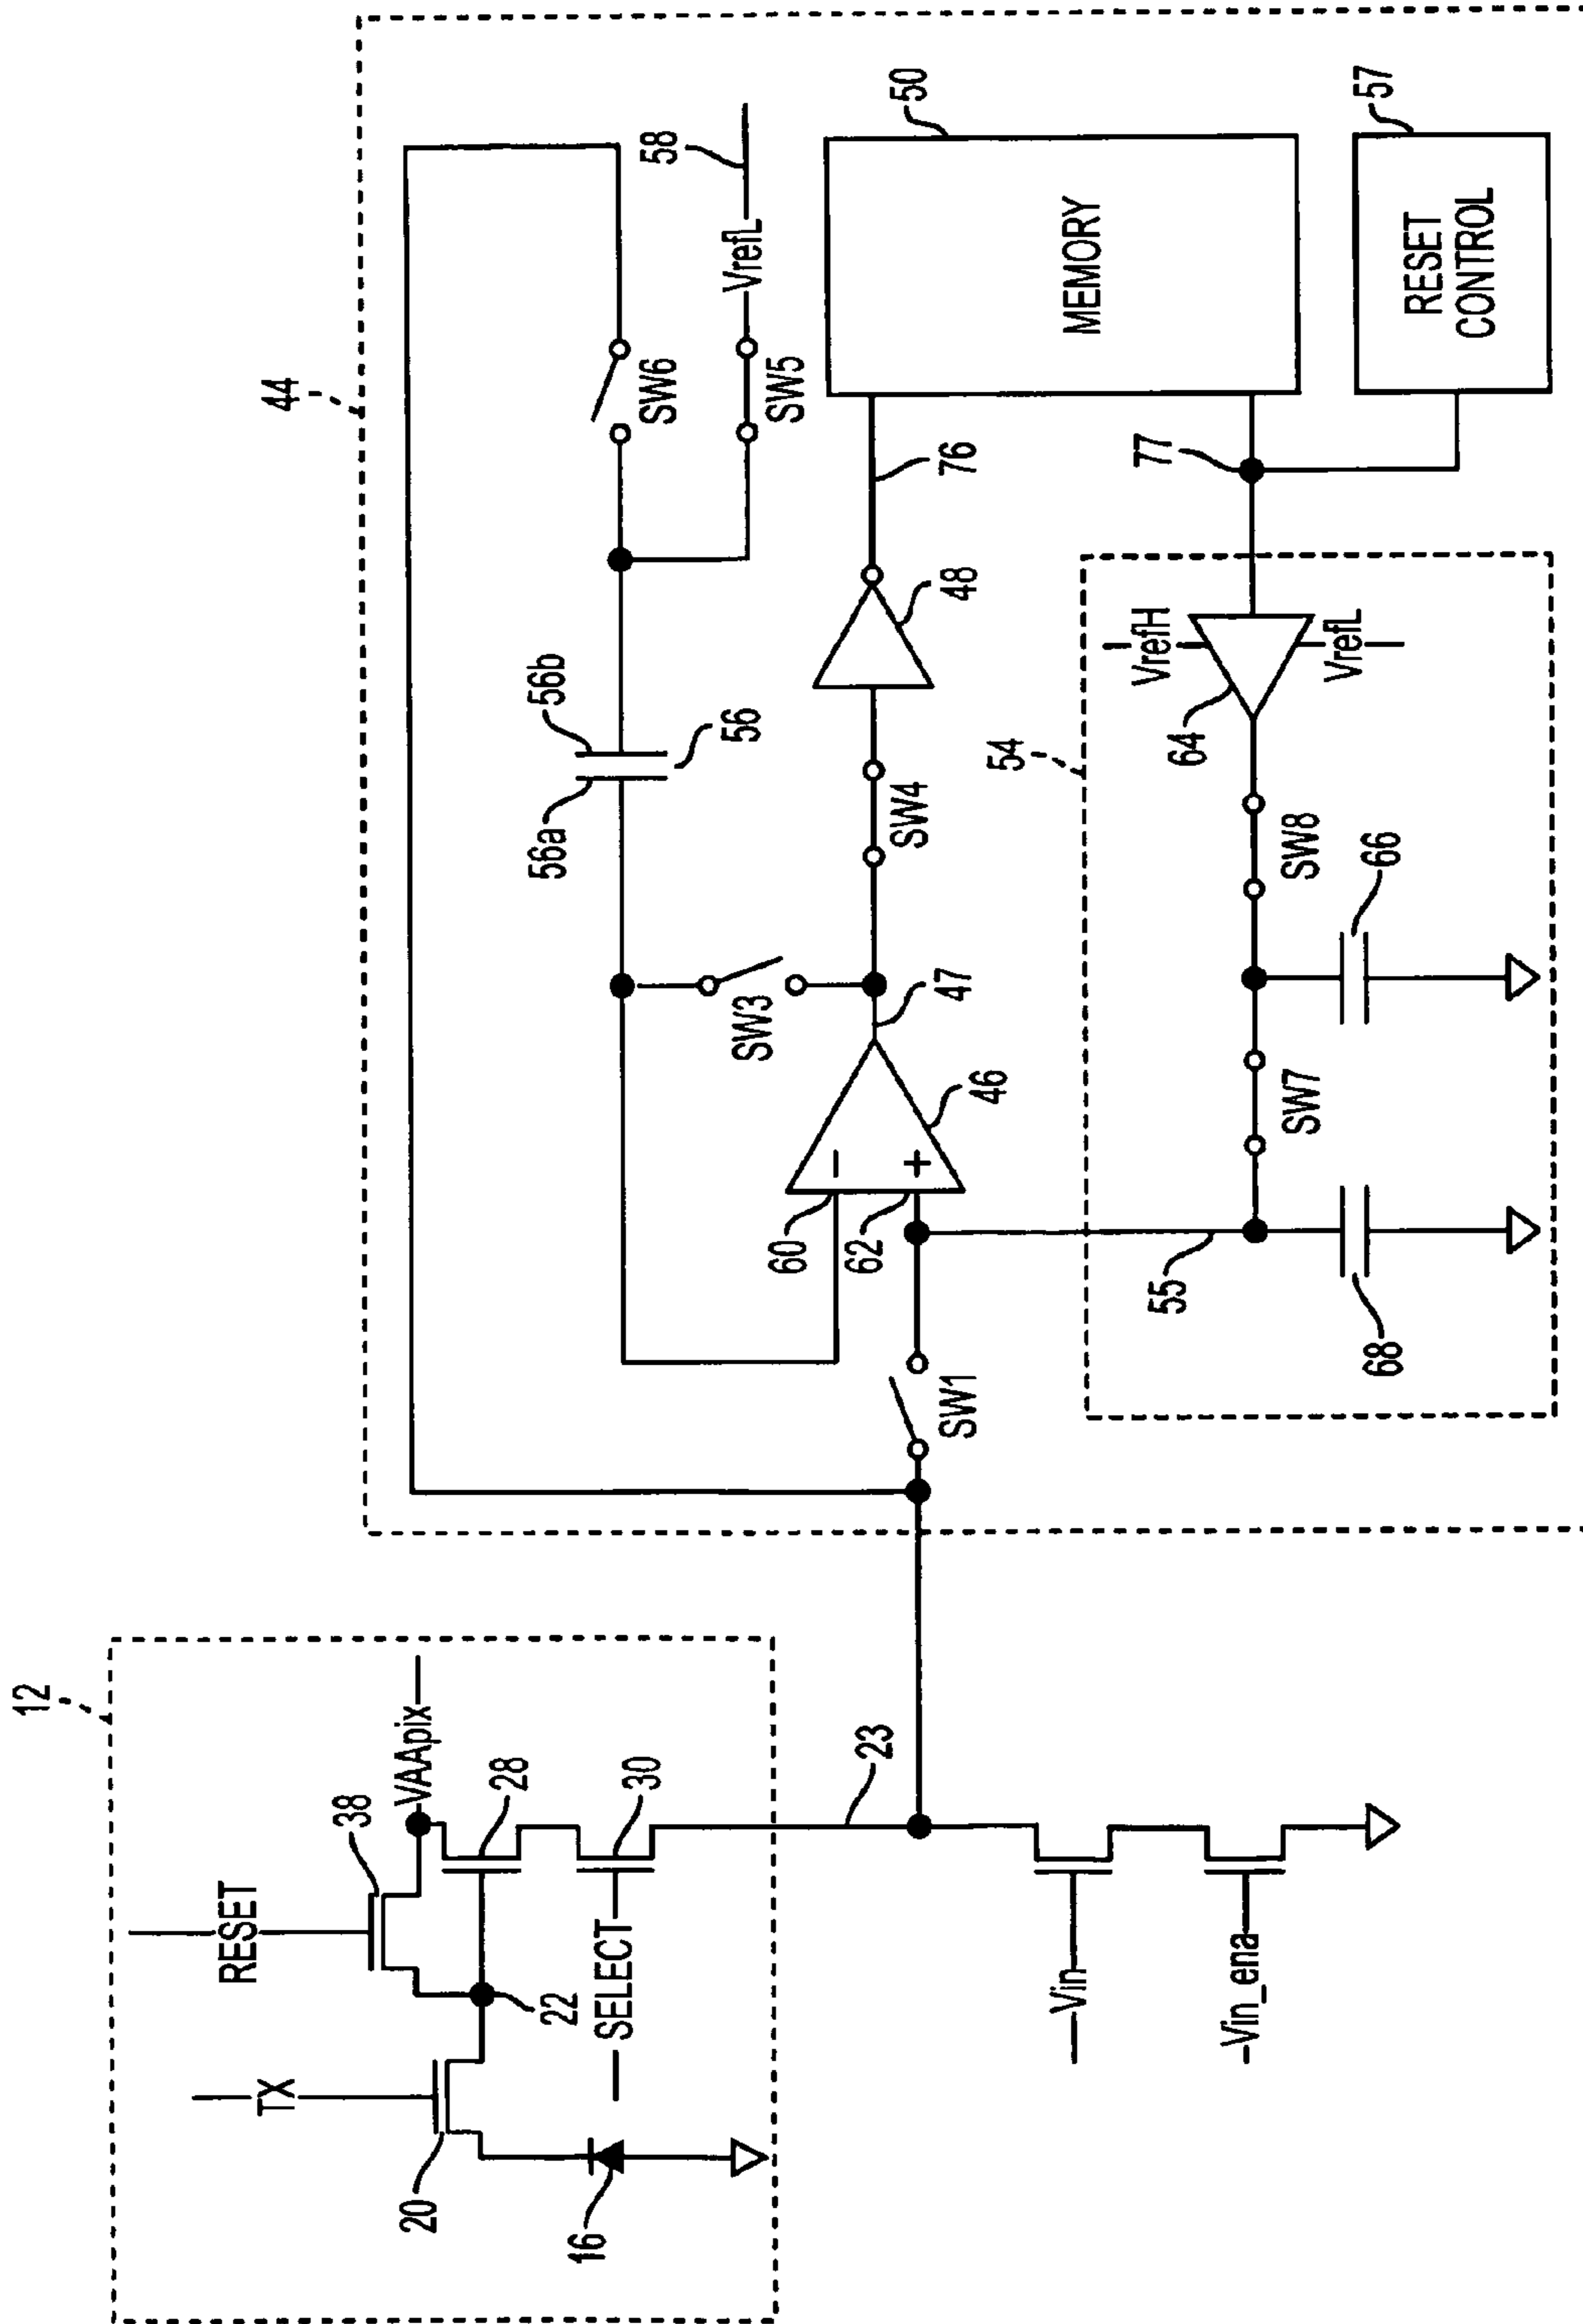 12
RESET
TX
38
VAApix
20
22
28
16
SELECT
30
23
Vin
Vin_ena
44
58
VrefL
SW6
SW5
56a
56b
56
SW3
SW4
SW1
60
62
46
47
48
76
50
MEMORY
77
57
RESET
CONTROL
54
55
VrefH
64
VrefL
SW8
SW7
66
68